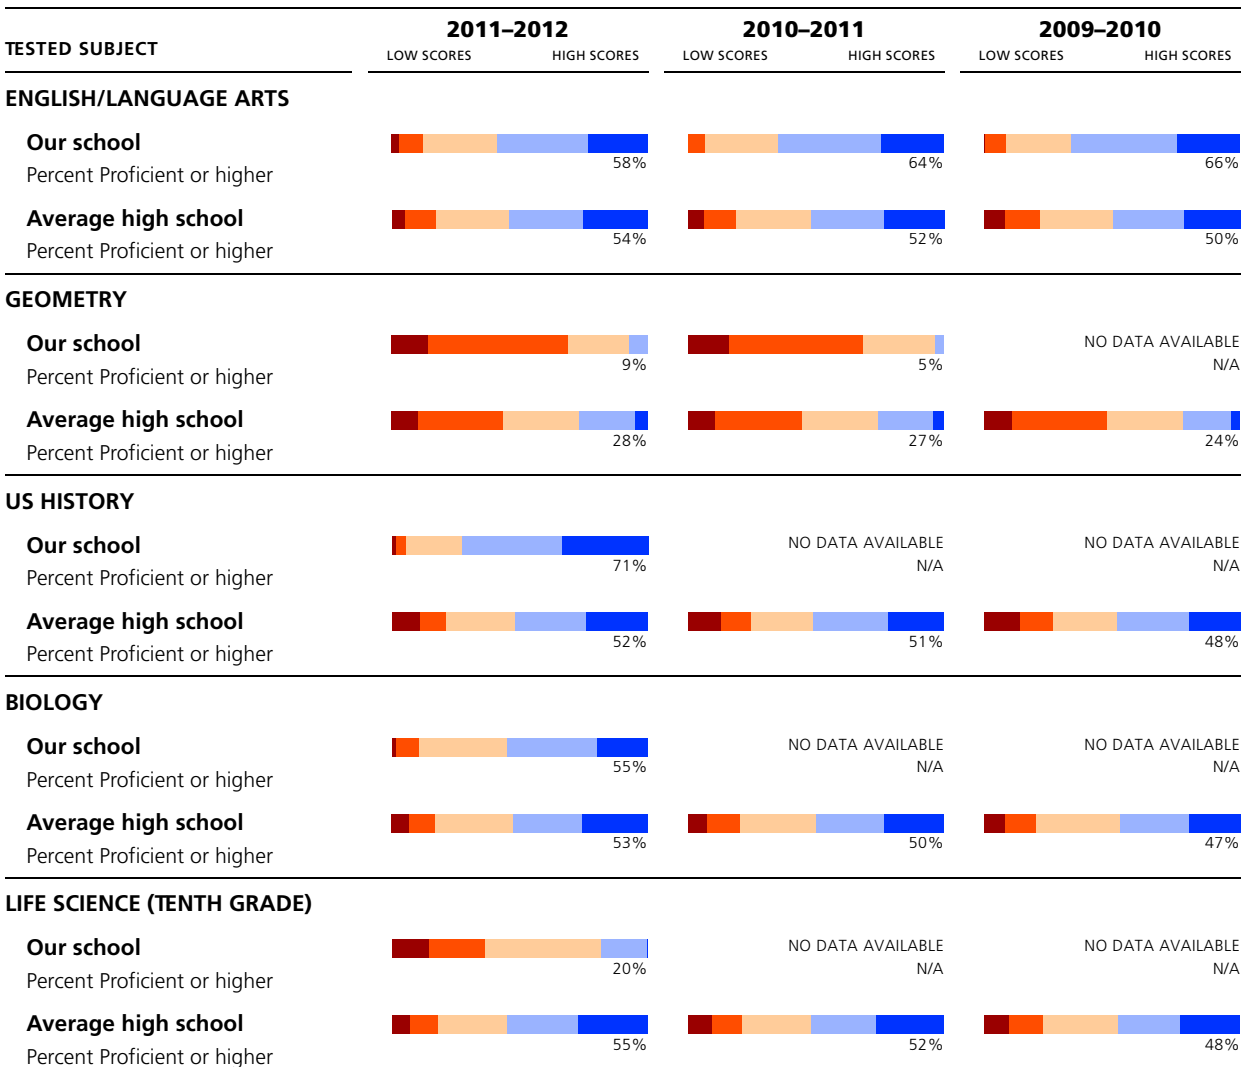 2011–2012 2010–2011 2009–2010
TESTED SUBJECT LOW SCORES HIGH SCORES LOW SCORES HIGH SCORES LOW SCORES HIGH SCORES
ENGLISH/LANGUAGE ARTS
Our school
58% 64% 66%
Percent Proficient or higher
Average high school
54% 52% 50%
Percent Proficient or higher
GEOMETRY
Our school NO DATA AVAILABLE
9% 5% N/A
Percent Proficient or higher
Average high school
28% 27% 24%
Percent Proficient or higher
US HISTORY
Our school NO DATA AVAILABLE NO DATA AVAILABLE
71% N/A N/A
Percent Proficient or higher
Average high school
52% 51% 48%
Percent Proficient or higher
BIOLOGY
Our school NO DATA AVAILABLE NO DATA AVAILABLE
55% N/A N/A
Percent Proficient or higher
Average high school
53% 50% 47%
Percent Proficient or higher
LIFE SCIENCE (TENTH GRADE)
Our school NO DATA AVAILABLE NO DATA AVAILABLE
20% N/A N/A
Percent Proficient or higher
Average high school
55% 52% 48%
Percent Proficient or higher